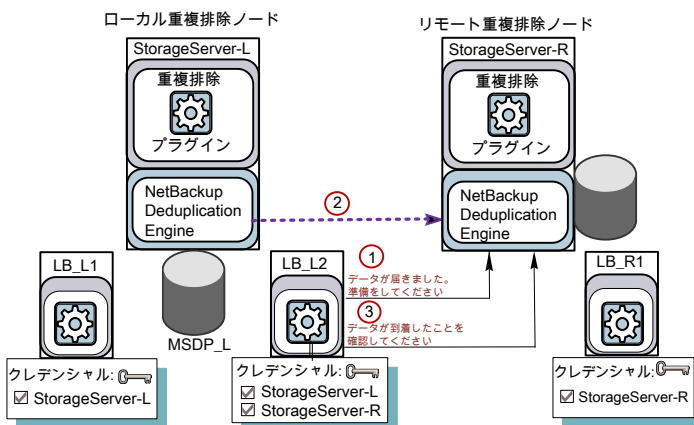 ローカル重複排除ノード
リモート重複排除ノード
StorageServer-L
重複排除
プラグイン
NetBackup
Deduplication
Engine
StorageServer-R
重複排除
プラグイン
NetBackup
Deduplication
Engine
2
LB_L1
MSDP_L
LB_L2
1
データが届きました。
準備をしてください
3
データが到着したことを
確認してください
LB_R1
クレデンシャル:
StorageServer-L
クレデンシャル:
StorageServer-L
StorageServer-R
クレデンシャル:
StorageServer-R